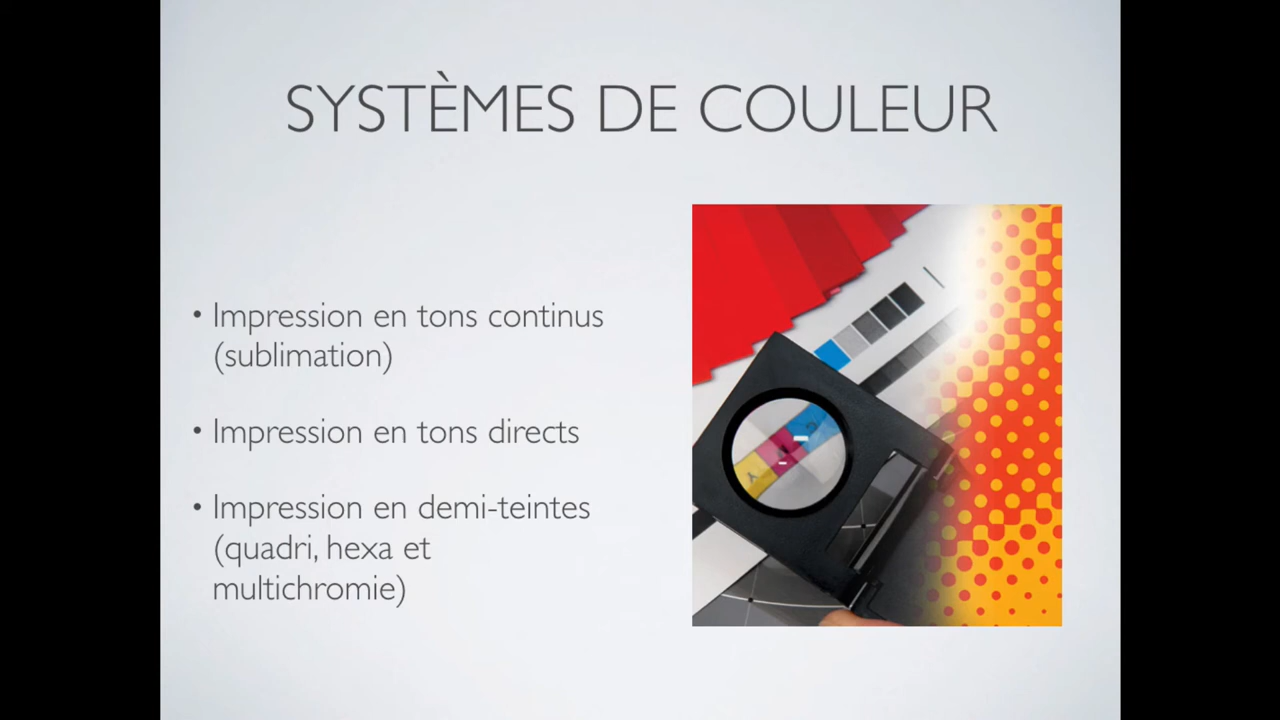 SYSTÈMES DE COULEUR
• Impression en tons continus
(sublimation)
• Impression en tons directs
• Impression en demi-teintes
(quadri, hexa et
multichromie)
C
Y